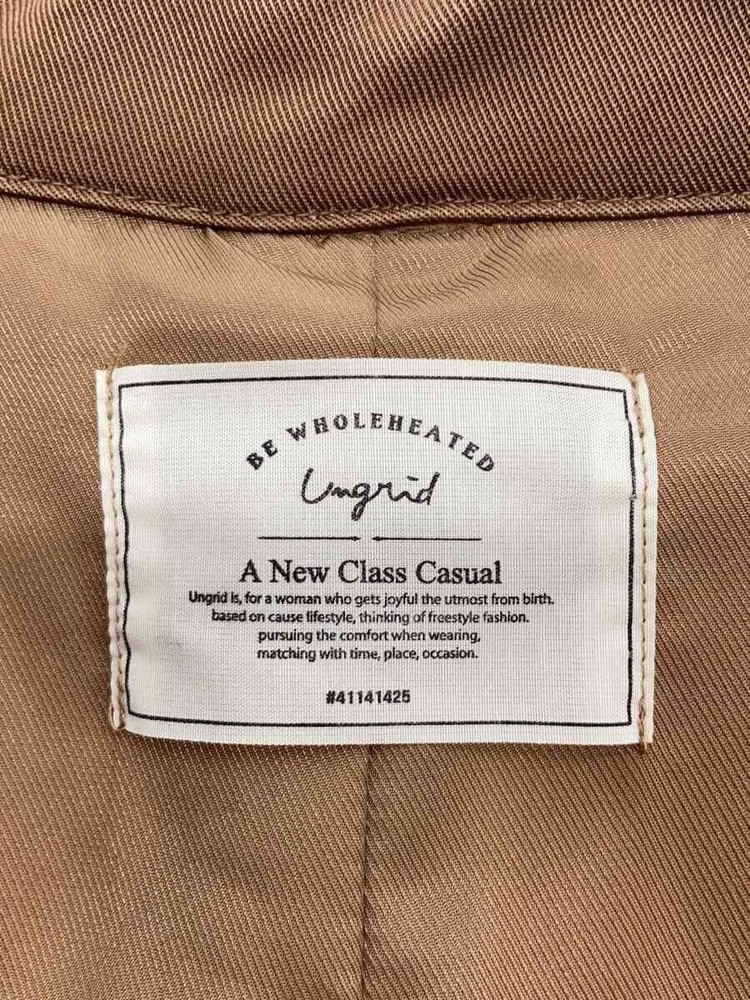 BE WHOLEHEATED
Ungrid
A New Class Casual
Ungrid is, for a woman who gets joyful the utmost from birth.
based on cause lifestyle, thinking of freestyle fashion.
pursuing the comfort when wearing,
matching with time, place, occasion.
#41141425